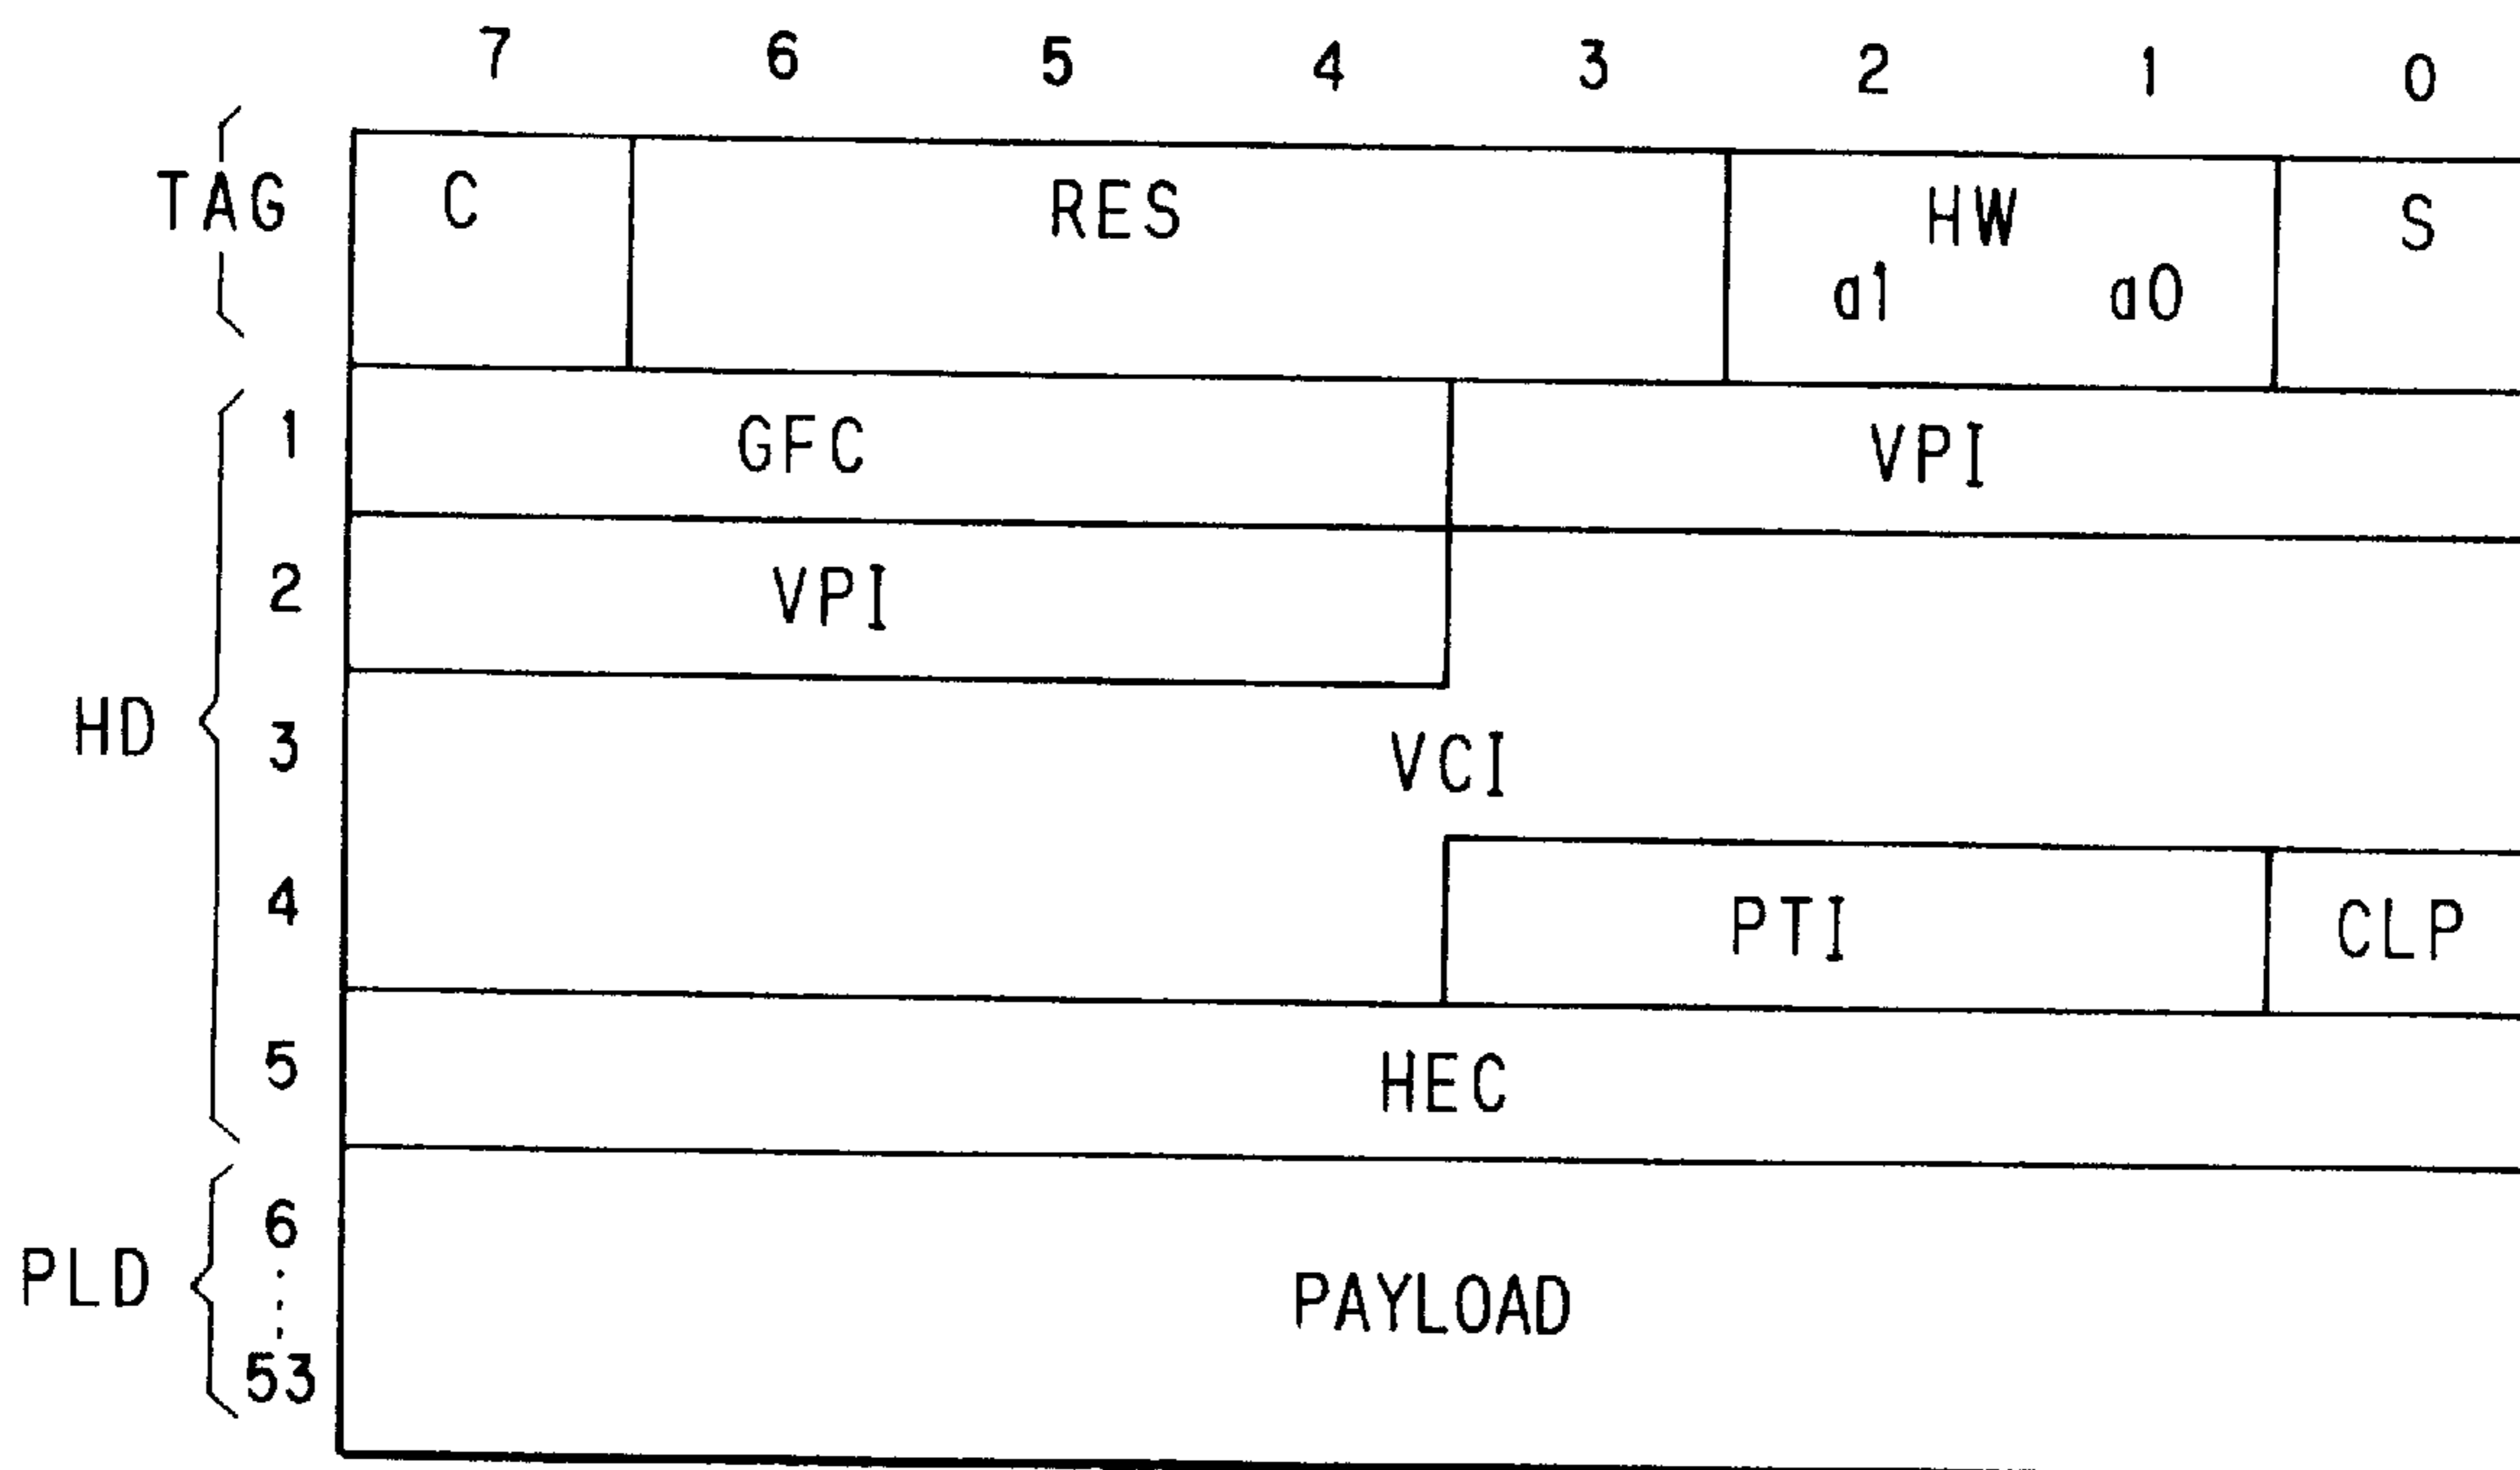 7 6 5 4 3 2 1 0
TAG C RES HW S
a1 a0
1 GFC VPI
2 VPI
HD 3 VCI
4 PTI CLP
5 HEC
6
PLD PAYLOAD
53